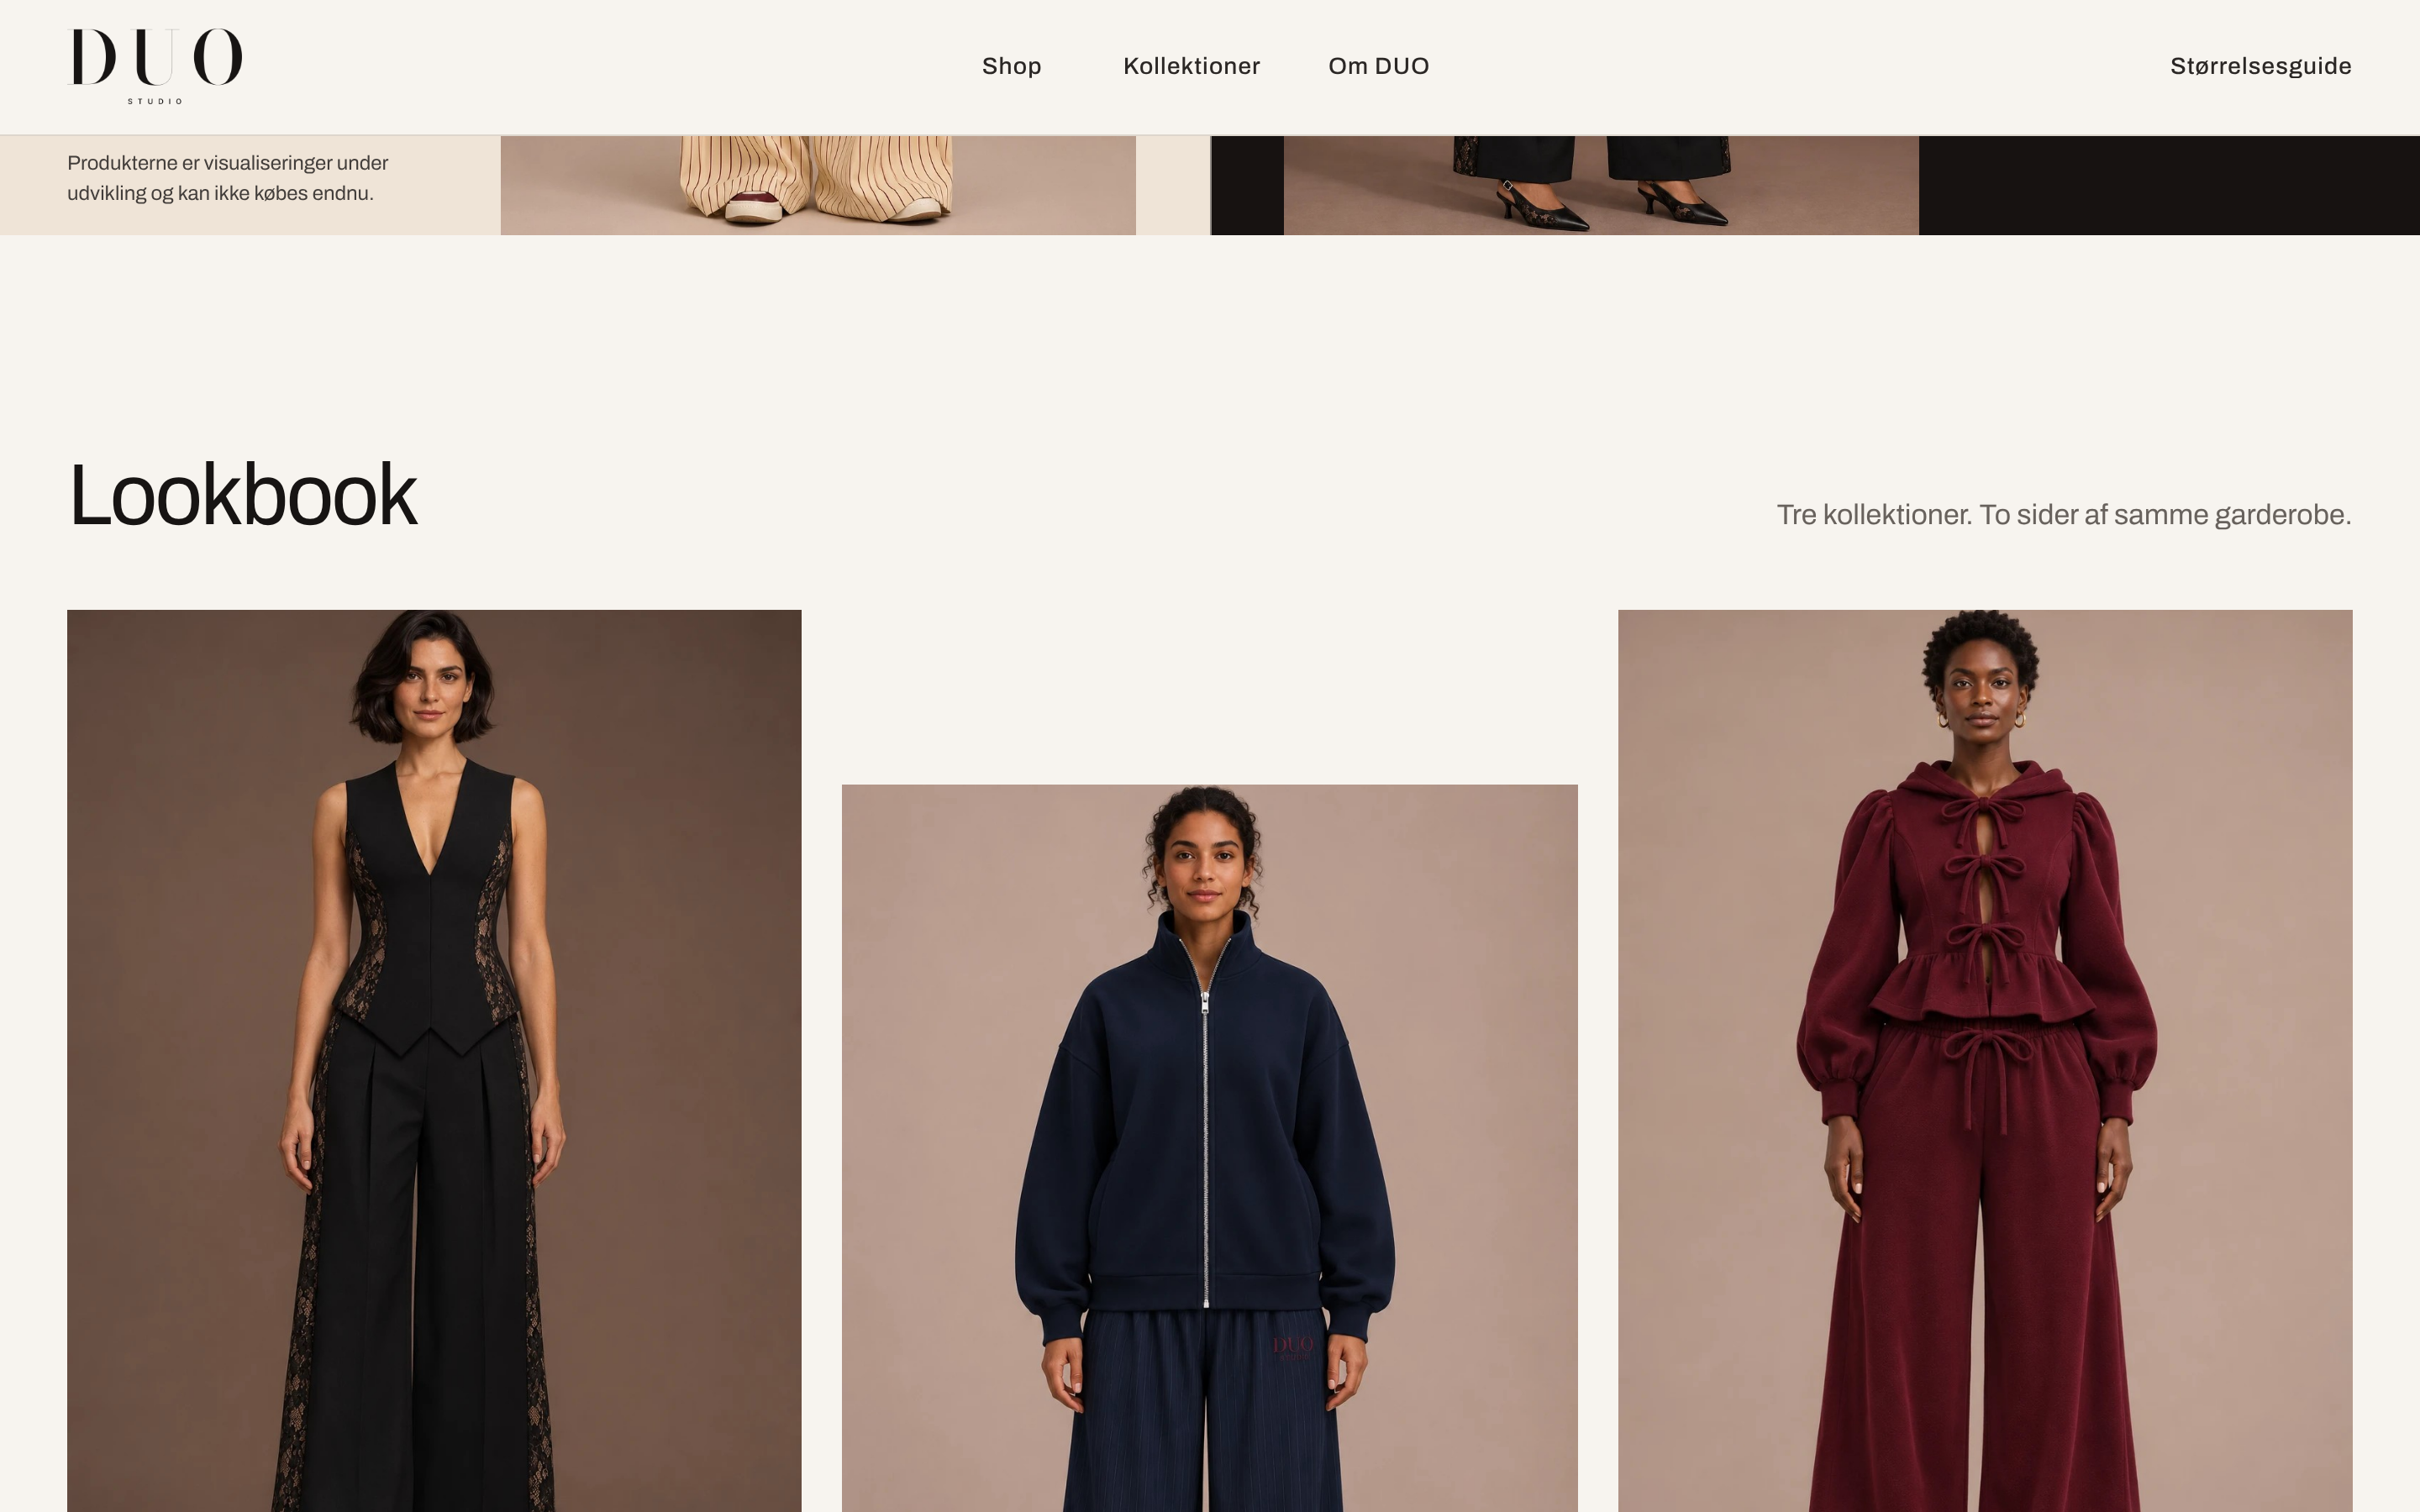 DUO
STUDIO
Shop
Kollektioner
Om DUO
Størrelsesguide
Produkterne er visualiseringer under
udvikling og kan ikke købes endnu.
Lookbook
Tre kollektioner. To sider af samme garderobe.
DUO